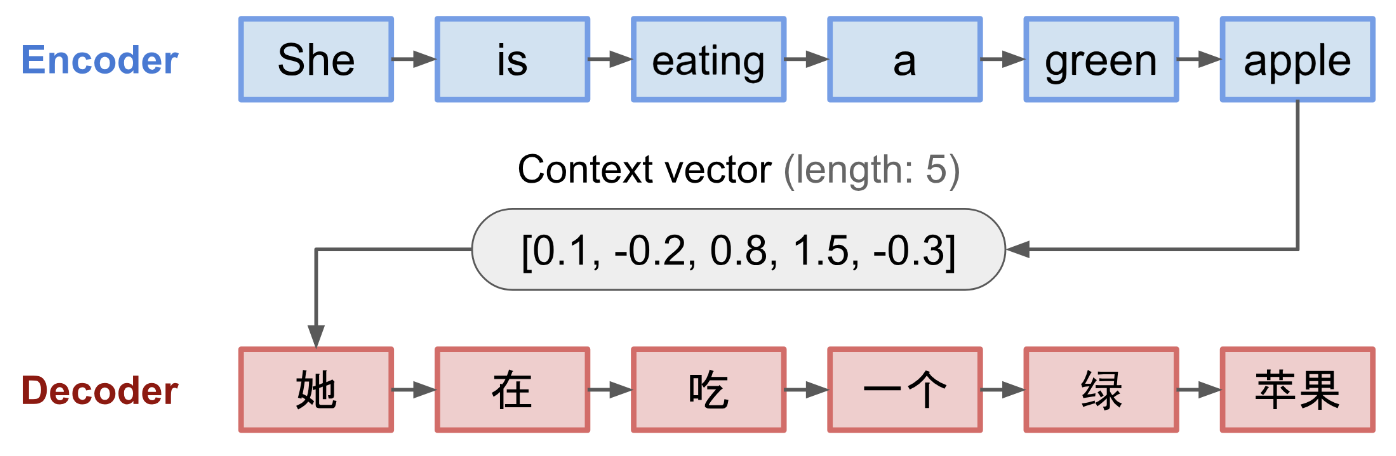 Encoder She is eating a green apple
Context vector (length: 5)
[0.1, -0.2, 0.8, 1.5, -0.3]
Decoder 她 在 吃 一个 绿 苹果